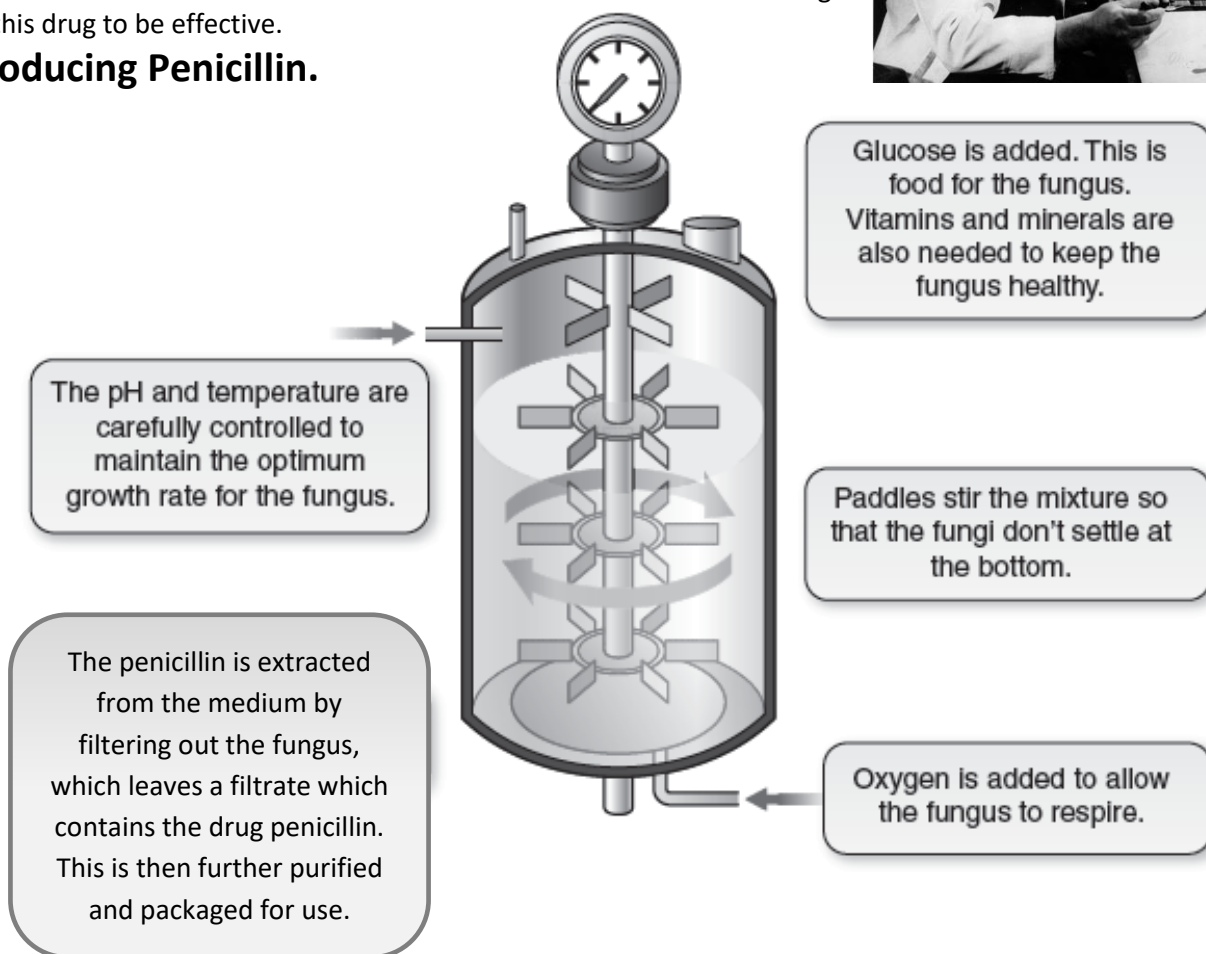 this drug to be effective.
oducing Penicillin.
Glucose is added. This is
food for the fungus.
Vitamins and minerals are
also needed to keep the
fungus healthy.
The pH and temperature are
carefully controlled to
maintain the optimum
growth rate for the fungus.
Paddles stir the mixture so
that the fungi don't settle at
the bottom.
The penicillin is extracted
from the medium by
filtering out the fungus,
which leaves a filtrate which
contains the drug penicillin.
This is then further purified
and packaged for use.
Oxygen is added to allow
the fungus to respire.